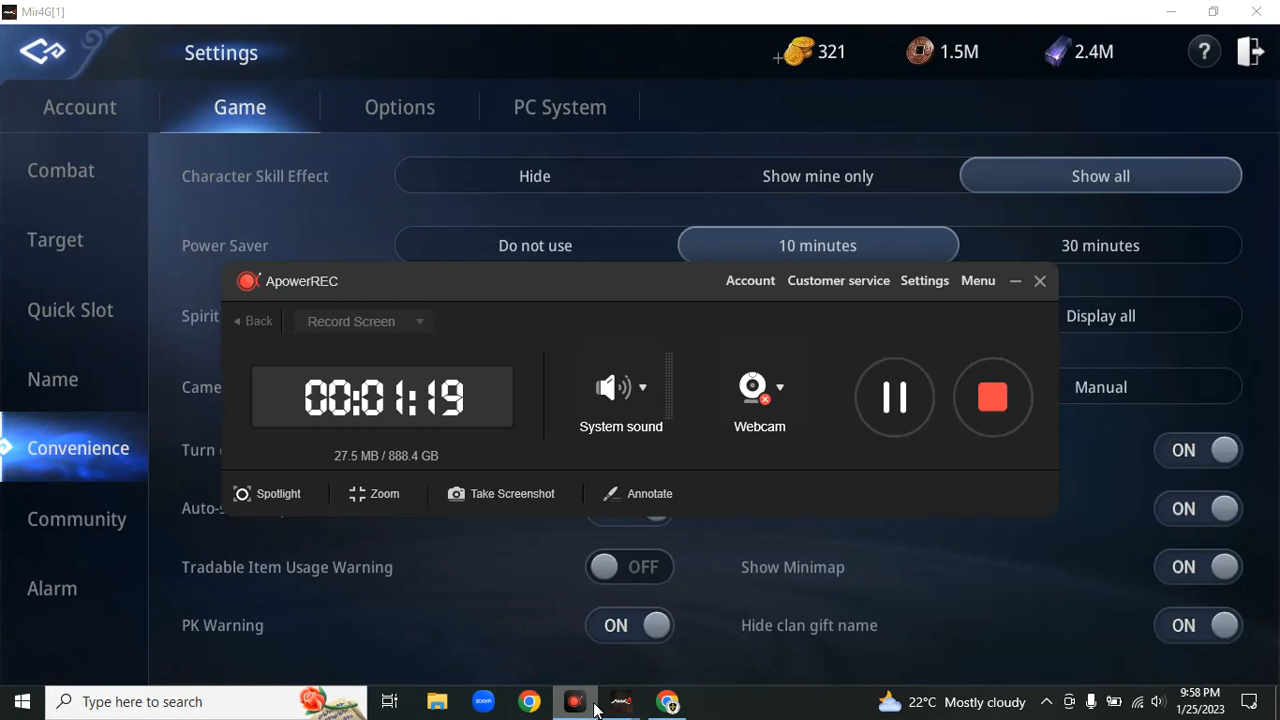 Mir4G[1]
Settings
321
1.5M
2.4M
?
Account
Game
Options
PC System
Combat
Target
Quick Slot
Name
Convenience
Community
Alarm
Character Skill Effect
Hide
Show mine only
Show all
Power Saver
Do not use
10 minutes
30 minutes
Spirit
Display all
Manual
ApowerREC
Account
Customer service
Settings
Menu
Back
Record Screen
00:01:19
27.5 MB / 888.4 GB
System sound
Webcam
Spotlight
Zoom
Take Screenshot
Annotate
Turn
ON
ON
Tradable Item Usage Warning
OFF
Show Minimap
ON
PK Warning
ON
Hide clan gift name
ON
Type here to search
zoom
22°C Mostly cloudy
9:58 PM
1/25/2023